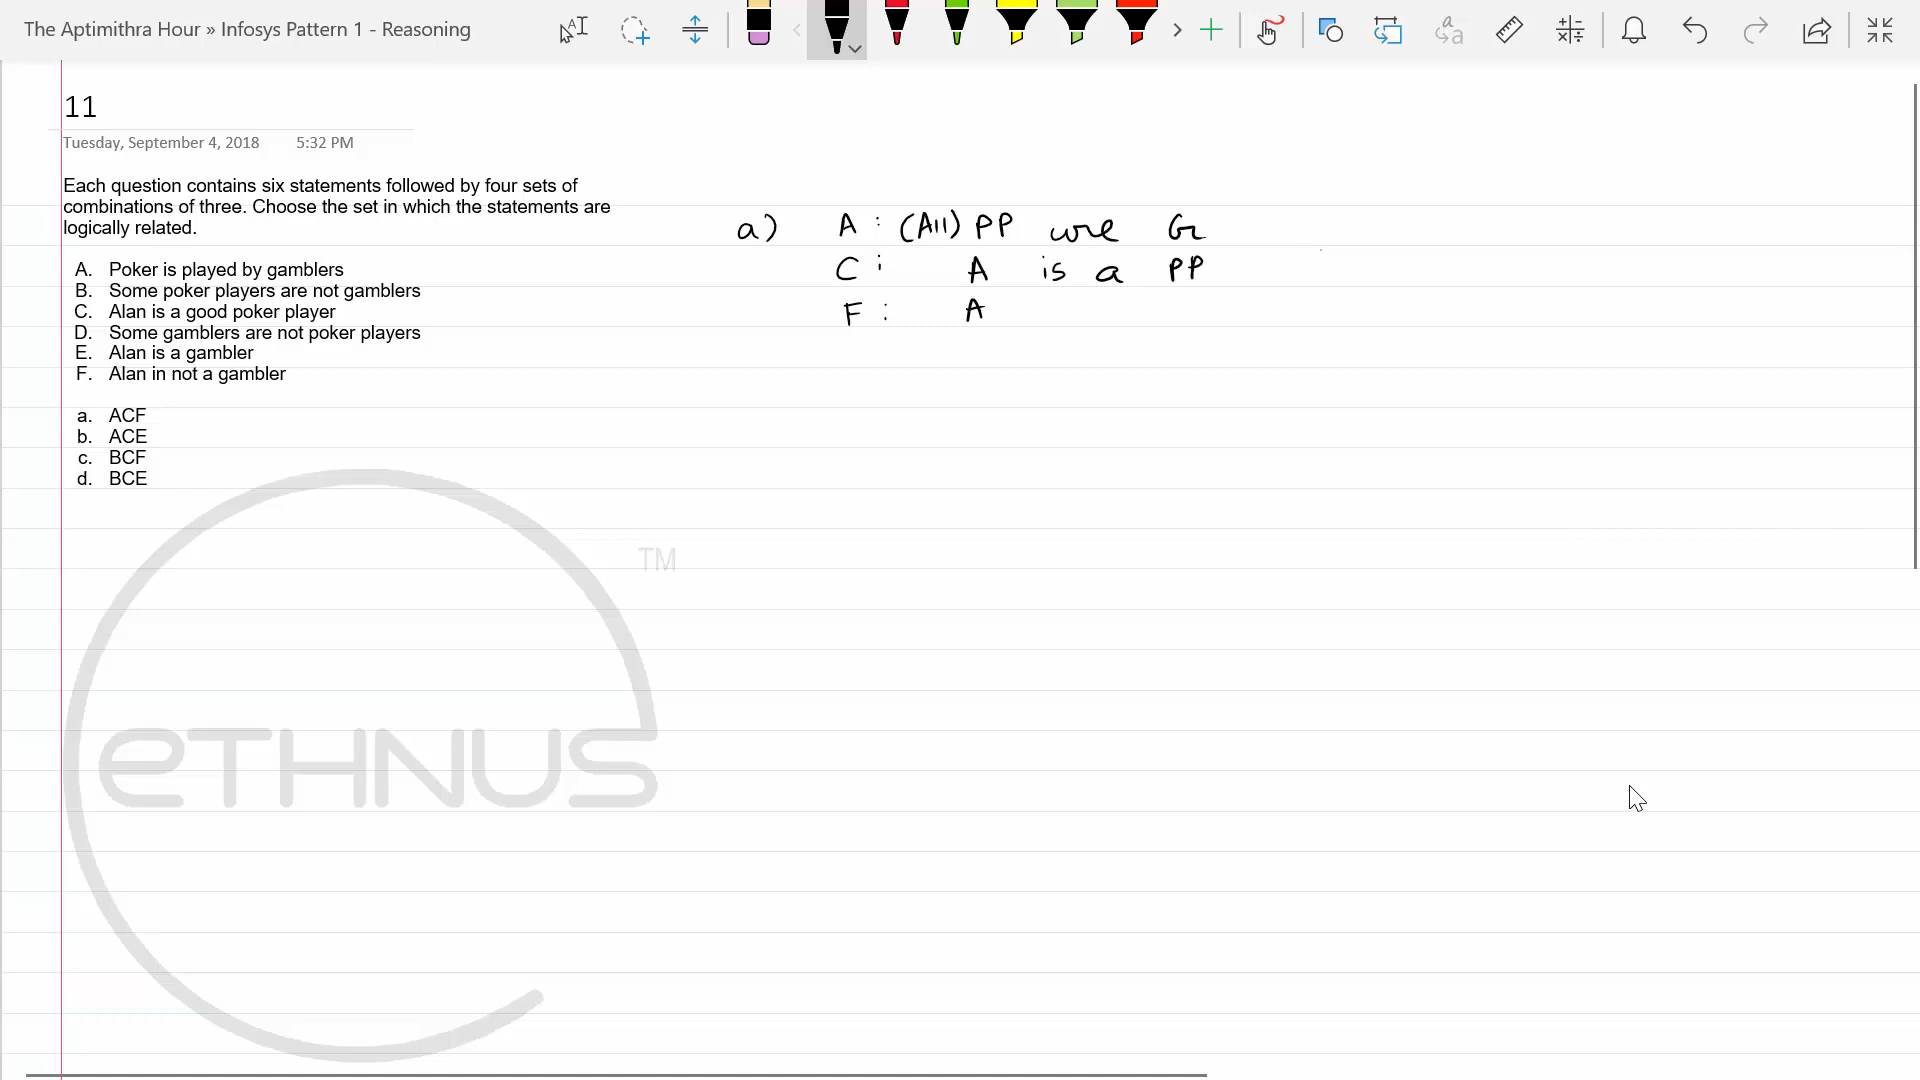 The Aptimithra Hour » Infosys Pattern 1 - Reasoning
11
Tuesday, September 4, 2018 5:32 PM
Each question contains six statements followed by four sets of
combinations of three. Choose the set in which the statements are
logically related.
A. Poker is played by gamblers
B. Some poker players are not gamblers
C. Alan is a good poker player
D. Some gamblers are not poker players
E. Alan is a gambler
F. Alan in not a gambler
a. ACF
b. ACE
c. BCF
d. BCE
a) A : (All) PP are G
C : A is a PP
F : A
TM
eTHNUS